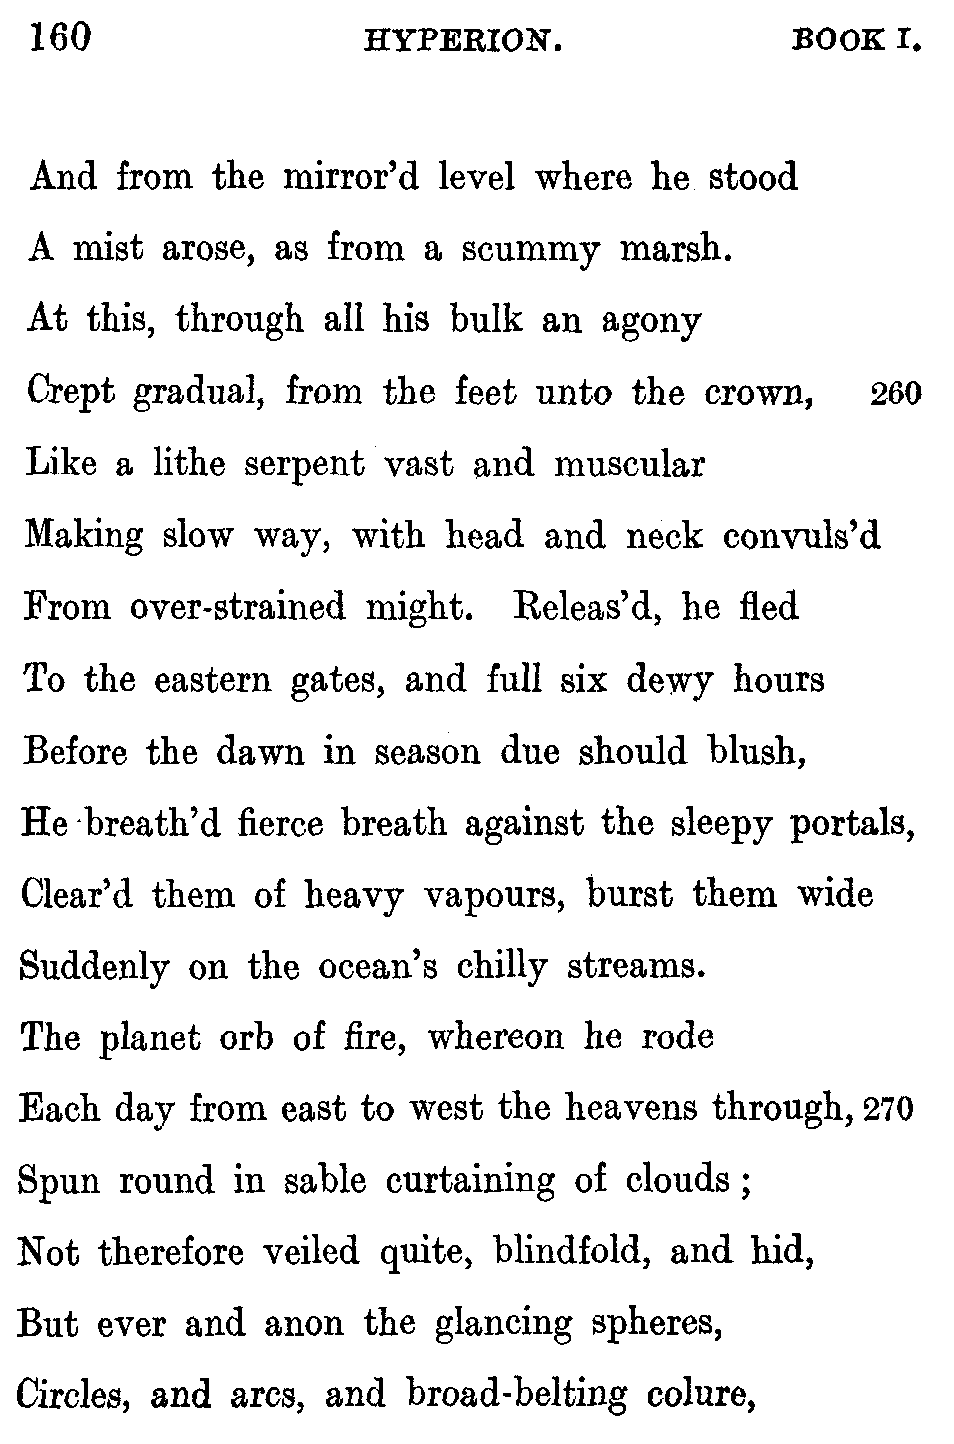 160 HYPERION. BOOK I.
And from the mirror'd level where he stood
A mist arose, as from a scummy marsh.
At this, through all his bulk an agony
Crept gradual, from the feet unto the crown, 260
Like a lithe serpent vast and muscular
Making slow way, with head and neck convuls'd
From over-strained might. Releas'd, he fled
To the eastern gates, and full six dewy hours
Before the dawn in season due should blush,
He breath'd fierce breath against the sleepy portals,
Clear'd them of heavy vapours, burst them wide
Suddenly on the ocean's chilly streams.
The planet orb of fire, whereon he rode
Each day from east to west the heavens through, 270
Spun round in sable curtaining of clouds ;
Not therefore veiled quite, blindfold, and hid,
But ever and anon the glancing spheres,
Circles, and arcs, and broad-belting colure,